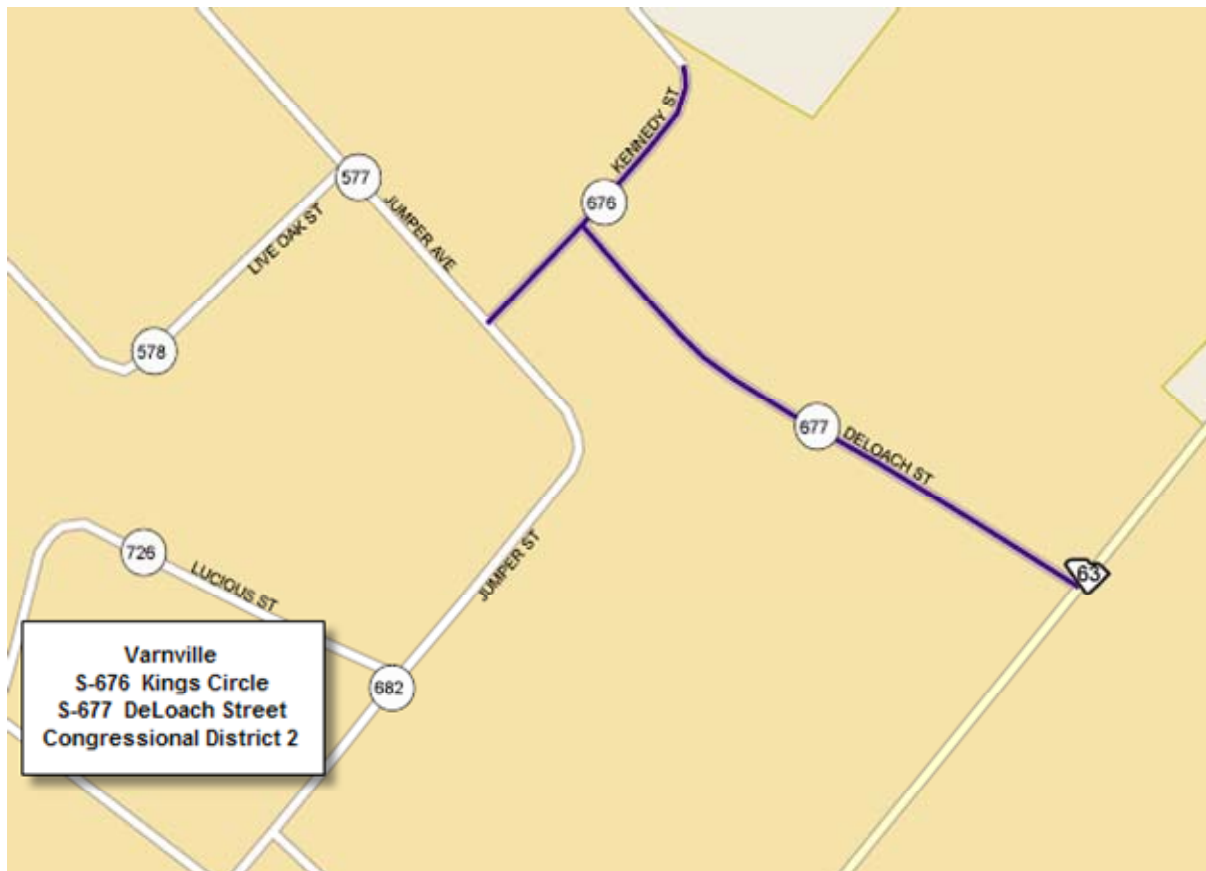 KENNEDY ST
577
676
JUMPER AVE
LIVE OAK ST
578
677
DELOACH ST
726
LUCIOUS ST
JUMPER ST
63
Varnville
S-676 Kings Circle
S-677 DeLoach Street
Congressional District 2
682